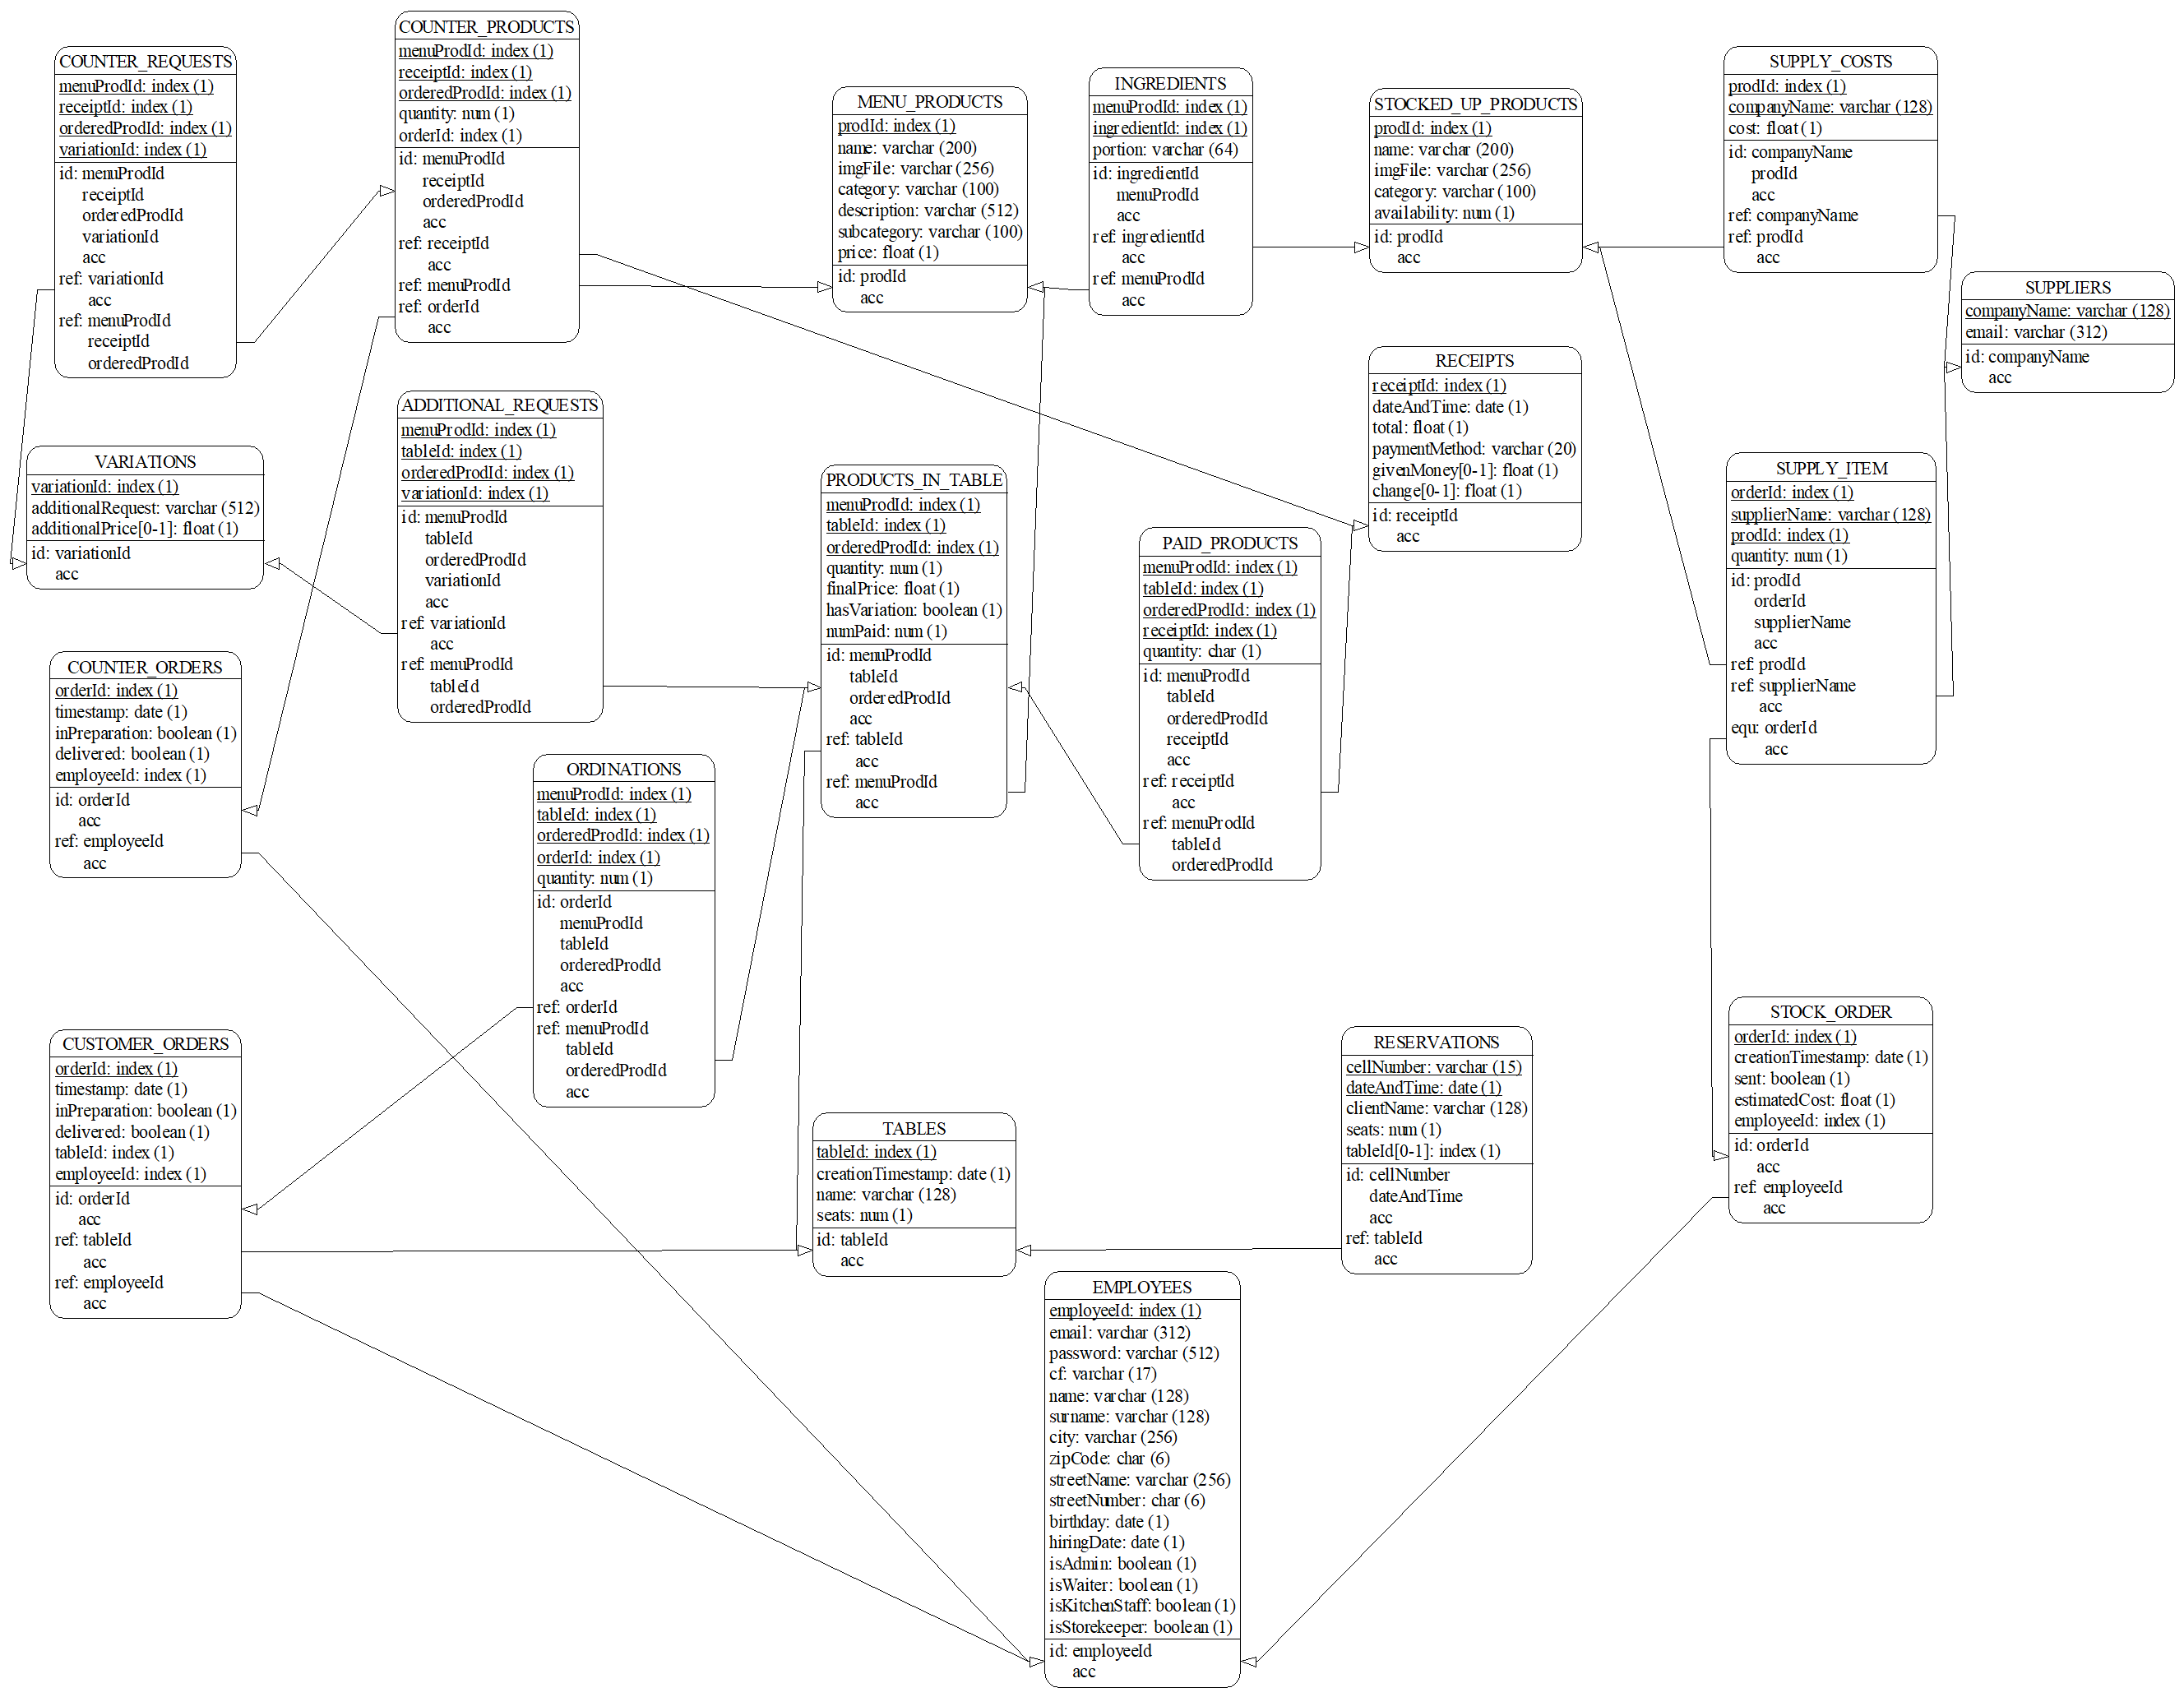 COUNTER_REQUESTS
menuProdId: index (1)
receiptId: index (1)
orderedProdId: index (1)
variationId: index (1)
id: menuProdId
receiptId
orderedProdId
variationId
acc
ref: variationId
acc
ref: menuProdId
receiptId
orderedProdId
COUNTER_PRODUCTS
menuProdId: index (1)
receiptId: index (1)
orderedProdId: index (1)
quantity: num (1)
orderId: index (1)
id: menuProdId
receiptId
orderedProdId
acc
ref: receiptId
acc
ref: menuProdId
ref: orderId
acc
MENU_PRODUCTS
prodId: index (1)
name: varchar (200)
imgFile: varchar (256)
category: varchar (100)
description: varchar (512)
subcategory: varchar (100)
price: float (1)
id: prodId
acc
INGREDIENTS
menuProdId: index (1)
ingredientId: index (1)
portion: varchar (64)
id: ingredientId
menuProdId
acc
ref: ingredientId
acc
ref: menuProdId
acc
STOCKED_UP_PRODUCTS
prodId: index (1)
name: varchar (200)
imgFile: varchar (256)
category: varchar (100)
availability: num (1)
id: prodId
acc
SUPPLY_COSTS
prodId: index (1)
companyName: varchar (128)
cost: float (1)
id: companyName
prodId
acc
ref: companyName
ref: prodId
acc
SUPPLIERS
companyName: varchar (128)
email: varchar (312)
id: companyName
acc
VARIATIONS
variationId: index (1)
additionalRequest: varchar (512)
additionalPrice[0-1]: float (1)
id: variationId
acc
ADDITIONAL_REQUESTS
menuProdId: index (1)
tableId: index (1)
orderedProdId: index (1)
variationId: index (1)
id: menuProdId
tableId
orderedProdId
variationId
acc
ref: variationId
acc
ref: menuProdId
tableId
orderedProdId
PRODUCTS_IN_TABLE
menuProdId: index (1)
tableId: index (1)
orderedProdId: index (1)
quantity: num (1)
finalPrice: float (1)
hasVariation: boolean (1)
numPaid: num (1)
id: menuProdId
tableId
orderedProdId
acc
ref: tableId
acc
ref: menuProdId
acc
RECEIPTS
receiptId: index (1)
dateAndTime: date (1)
total: float (1)
paymentMethod: varchar (20)
givenMoney[0-1]: float (1)
change[0-1]: float (1)
id: receiptId
acc
PAID_PRODUCTS
menuProdId: index (1)
tableId: index (1)
orderedProdId: index (1)
receiptId: index (1)
quantity: char (1)
id: menuProdId
tableId
orderedProdId
receiptId
acc
ref: receiptId
acc
ref: menuProdId
tableId
orderedProdId
SUPPLY_ITEM
orderId: index (1)
supplierName: varchar (128)
prodId: index (1)
quantity: num (1)
id: prodId
orderId
supplierName
acc
ref: prodId
ref: supplierName
acc
equ: orderId
acc
COUNTER_ORDERS
orderId: index (1)
timestamp: date (1)
inPreparation: boolean (1)
delivered: boolean (1)
employeeId: index (1)
id: orderId
acc
ref: employeeId
acc
ORDINATIONS
menuProdId: index (1)
tableId: index (1)
orderedProdId: index (1)
orderId: index (1)
quantity: num (1)
id: orderId
menuProdId
tableId
orderedProdId
acc
ref: orderId
ref: menuProdId
tableId
orderedProdId
acc
CUSTOMER_ORDERS
orderId: index (1)
timestamp: date (1)
inPreparation: boolean (1)
delivered: boolean (1)
tableId: index (1)
employeeId: index (1)
id: orderId
acc
ref: tableId
acc
ref: employeeId
acc
TABLES
tableId: index (1)
creationTimestamp: date (1)
name: varchar (128)
seats: num (1)
id: tableId
acc
RESERVATIONS
cellNumber: varchar (15)
dateAndTime: date (1)
clientName: varchar (128)
seats: num (1)
tableId[0-1]: index (1)
id: cellNumber
dateAndTime
acc
ref: tableId
acc
STOCK_ORDER
orderId: index (1)
creationTimestamp: date (1)
sent: boolean (1)
estimatedCost: float (1)
employeeId: index (1)
id: orderId
acc
ref: employeeId
acc
EMPLOYEES
employeeId: index (1)
email: varchar (312)
password: varchar (512)
cf: varchar (17)
name: varchar (128)
surname: varchar (128)
city: varchar (256)
zipCode: char (6)
streetName: varchar (256)
streetNumber: char (6)
birthday: date (1)
hiringDate: date (1)
isAdmin: boolean (1)
isWaiter: boolean (1)
isKitchenStaff: boolean (1)
isStorekeeper: boolean (1)
id: employeeId
acc